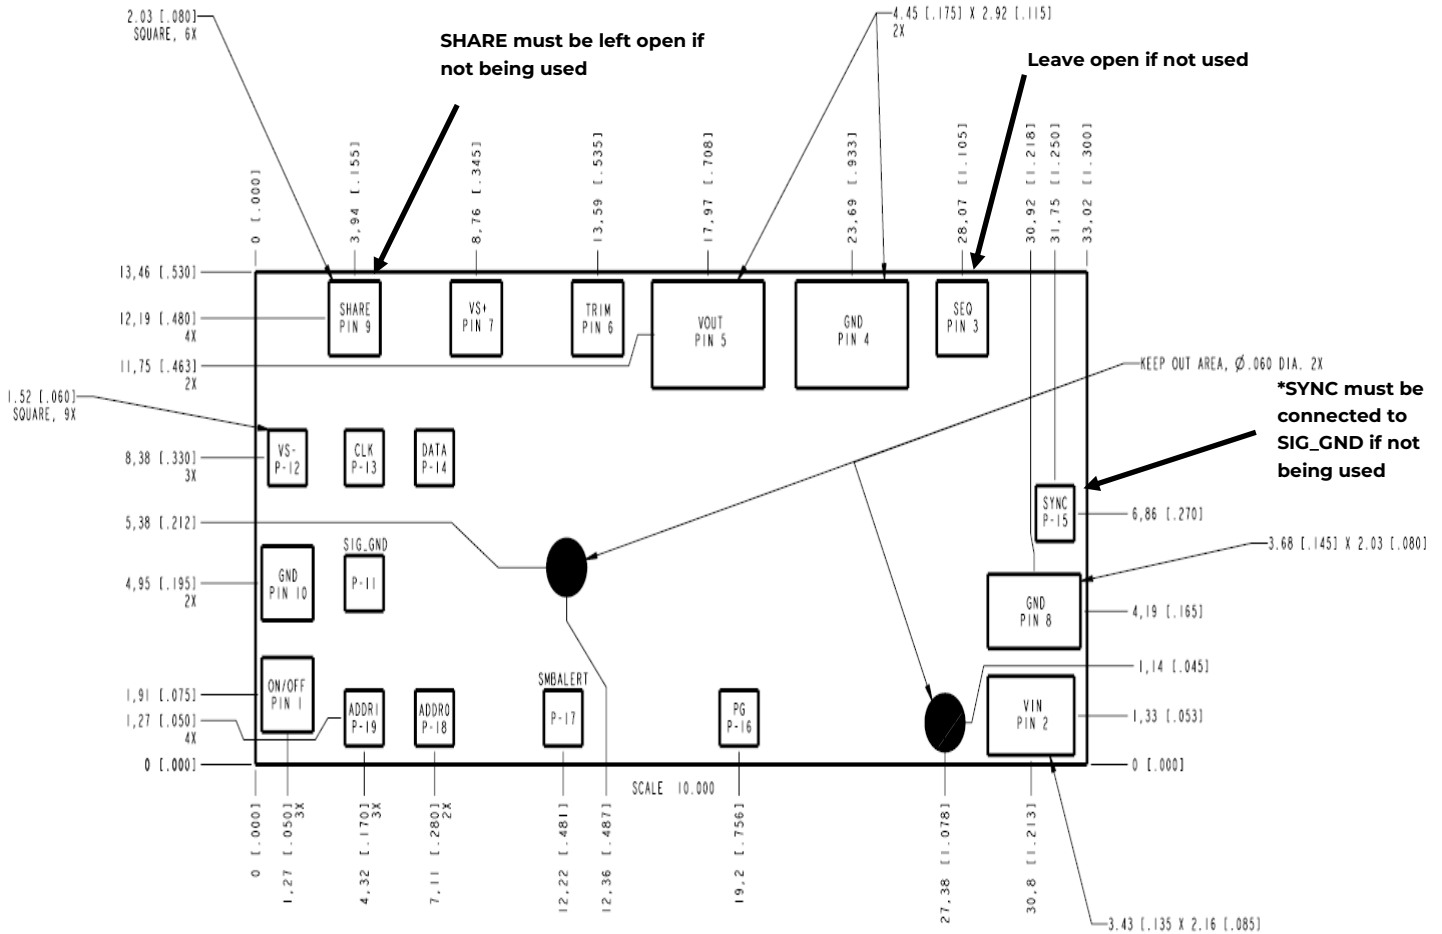 2.03 [.080]
SQUARE, 6X
SHARE must be left open if
not being used
4.45 [.175] X 2.92 [.115]
2X
Leave open if not used
0 [.000]
3,94 [.155]
8,76 [.345]
13,59 [.535]
17,97 [.708]
23,69 [.933]
28,07 [1.105]
30,92 [1.218]
31,75 [1.250]
33,02 [1.300]
13,46 [.530]
12,19 [.480]
4X
11,75 [.463]
2X
SHARE
PIN 9
VS+
PIN 7
TRIM
PIN 6
VOUT
PIN 5
GND
PIN 4
SEQ
PIN 3
KEEP OUT AREA, Ø.060 DIA. 2X
*SYNC must be
connected to
SIG_GND if not
being used
1.52 [.060]
SQUARE, 9X
8,38 [.330]
3X
VS-
P-12
CLK
P-13
DATA
P-14
SYNC
P-15
6,86 [.270]
5,38 [.212]
3.68 [.145] X 2.03 [.080]
SIG_GND
4,95 [.195]
2X
GND
PIN 10
P-11
GND
PIN 8
4,19 [.165]
1,14 [.045]
1,91 [.075]
1,27 [.050]
4X
ON/OFF
PIN 1
ADDR1
P-19
ADDR0
P-18
SMBALERT
P-17
PG
P-16
VIN
PIN 2
1,33 [.053]
0 [.000]
0 [.000]
SCALE 10.000
0 [.000]
1,27 [.050]
3X
4,32 [.170]
3X
7,11 [.280]
2X
12,22 [.481]
12,36 [.487]
19,2 [.756]
27,38 [1.078]
30,8 [1.213]
3.43 [.135 X 2.16 [.085]